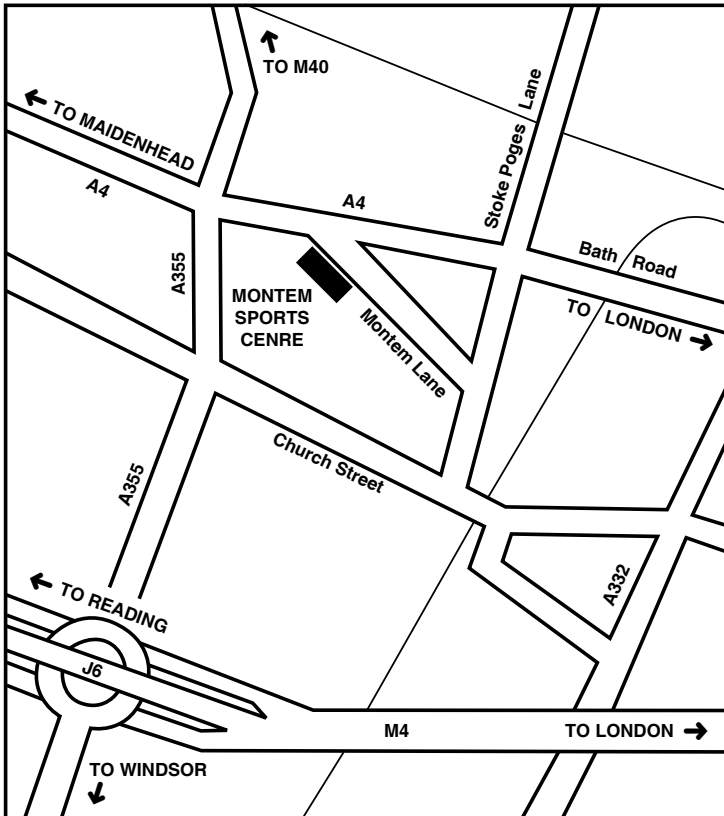 TO M40
TO MAIDENHEAD
Stoke Poges Lane
A4
A4
Bath Road
A355
MONTEM
SPORTS
CENRE
TO LONDON
Montem Lane
Church Street
A355
A332
TO READING
J6
M4
TO LONDON
TO WINDSOR